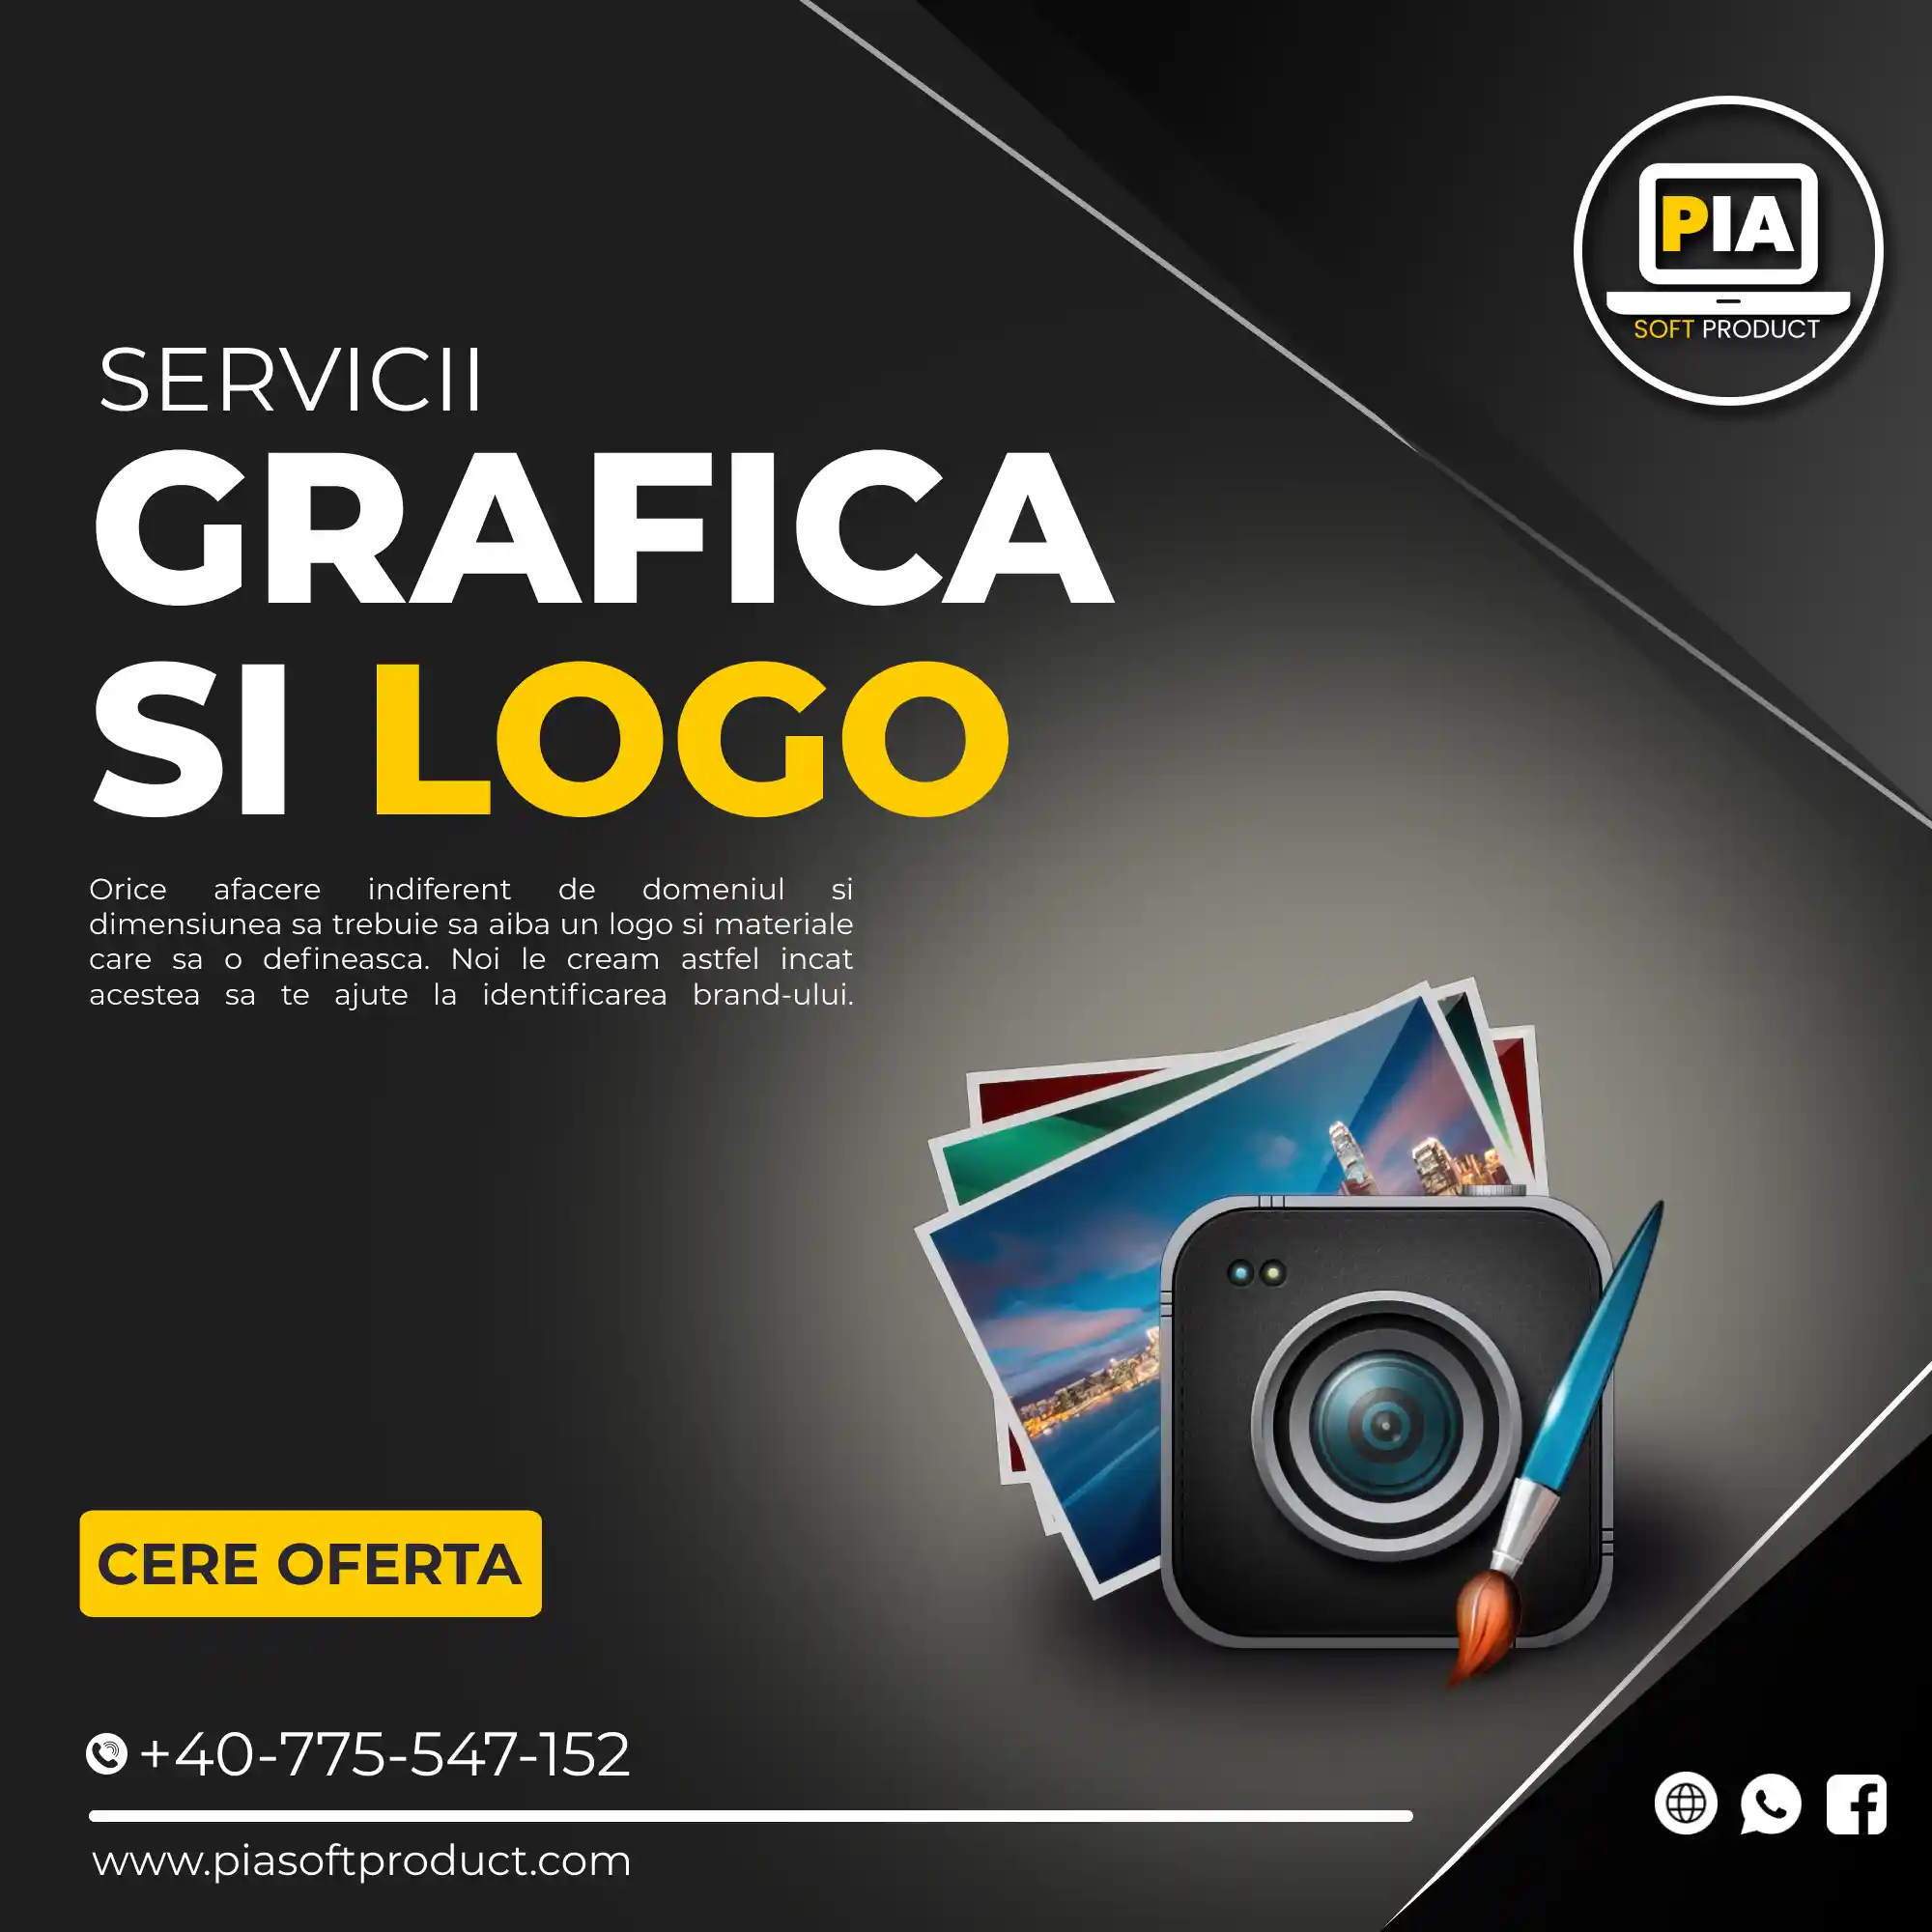 PIA
SOFT PRODUCT
SERVICII
GRAFICA
SI LOGO
Orice afacere indiferent de domeniul si
dimensiunea sa trebuie sa aiba un logo si materiale
care sa o defineasca. Noi le cream astfel incat
acestea sa te ajute la identificarea brand-ului.
CERE OFERTA
+40-775-547-152
www.piasoftproduct.com